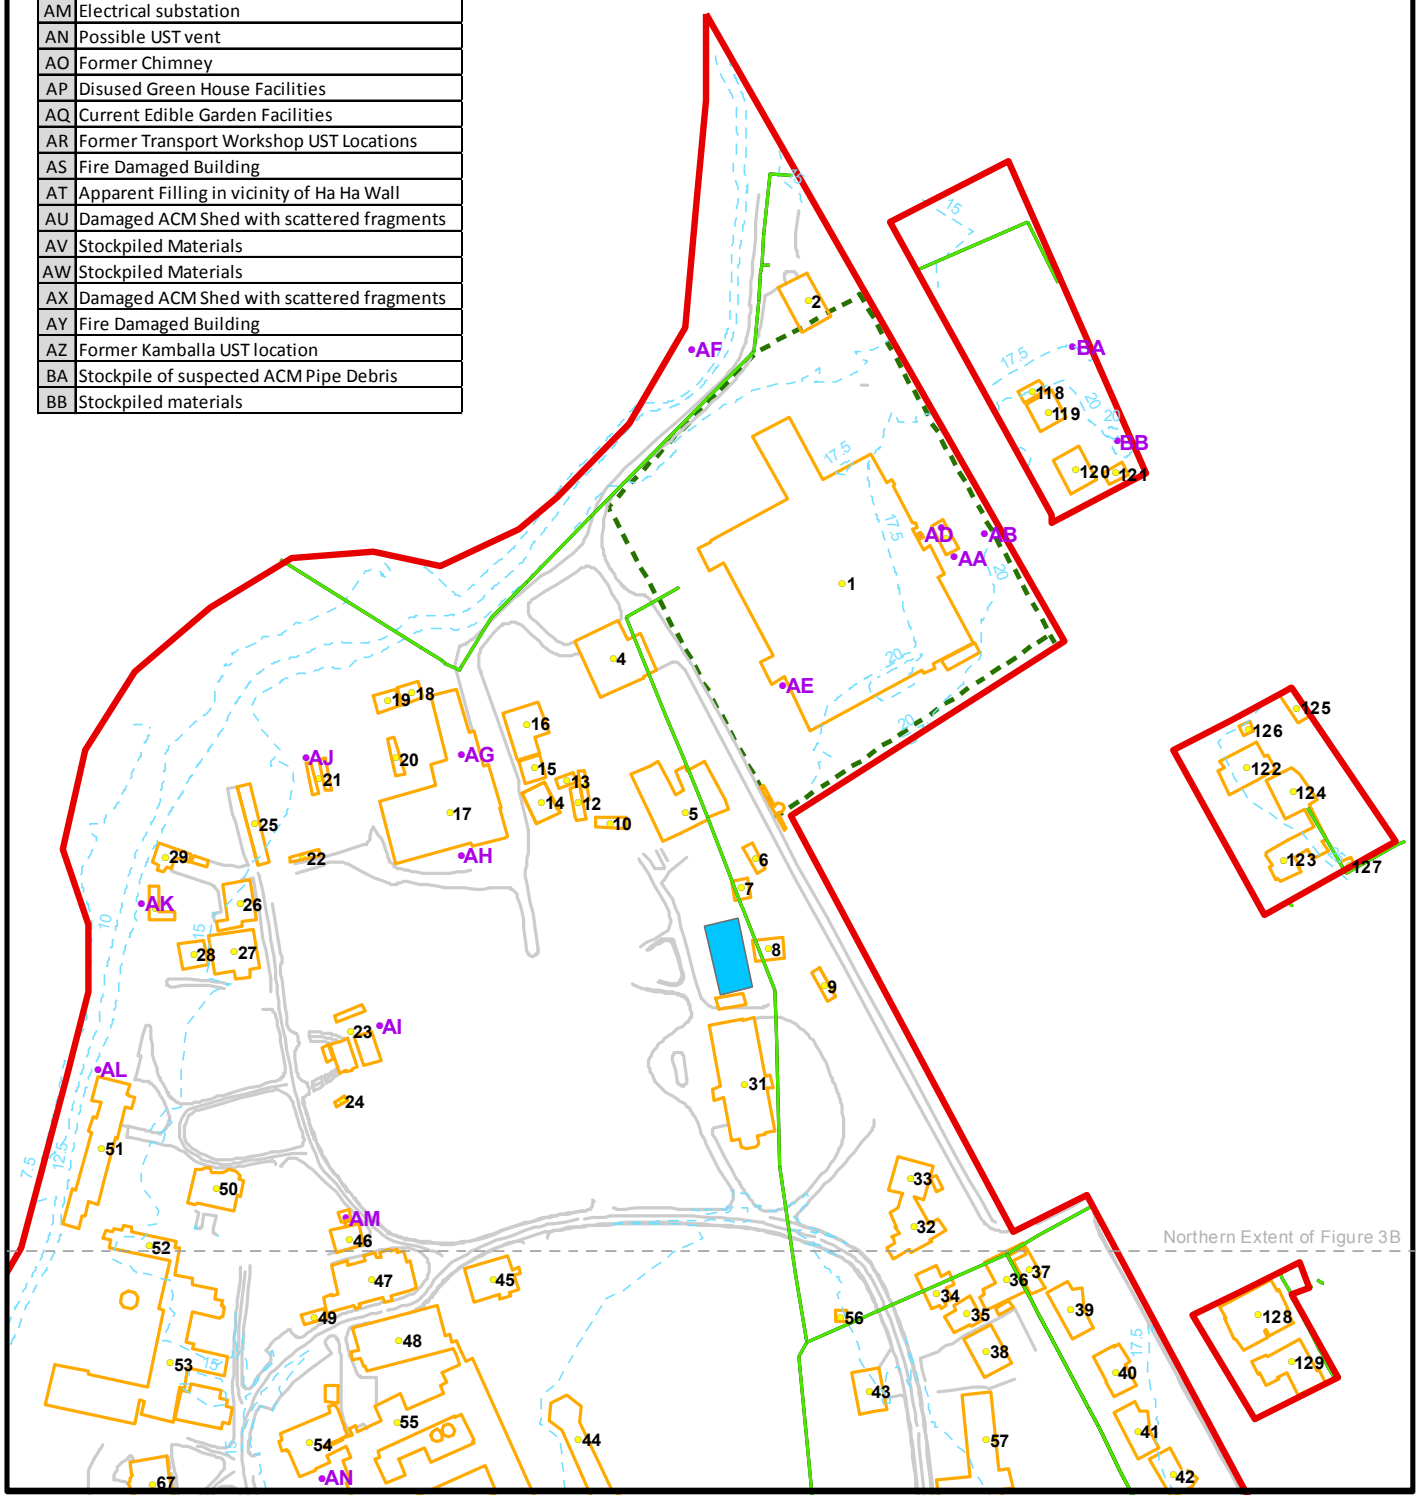 AM Electrical substation
AN Possible UST vent
AO Former Chimney
AP Disused Green House Facilities
AQ Current Edible Garden Facilities
AR Former Transport Workshop UST Locations
AS Fire Damaged Building
AT Apparent Filling in vicinity of Ha Ha Wall
AU Damaged ACM Shed with scattered fragments
AV Stockpiled Materials
AW Stockpiled Materials
AX Damaged ACM Shed with scattered fragments
AY Fire Damaged Building
AZ Former Kamballa UST location
BA Stockpile of suspected ACM Pipe Debris
BB Stockpiled materials
15
15
2
AF
17.5
BA
118
20
119
20
BB
17.5
120
121
17.5
AD
AB
AA
20
1
4
20
AE
19
18
20
125
16
126
AJ
20
AG
15
122
21
13
124
14
12
17
5
3
25
10
29
22
AH
6
25
123
127
7
AK
26
10
15
28
27
8
9
23
AI
AL
31
24
51
12.5
7.5
33
50
AM
32
46
52
Northern Extent of Figure 3B
47
45
37
36
34
39
49
56
35
128
48
17.5
38
53
15
129
40
43
55
41
54
44
57
15
AN
42
67